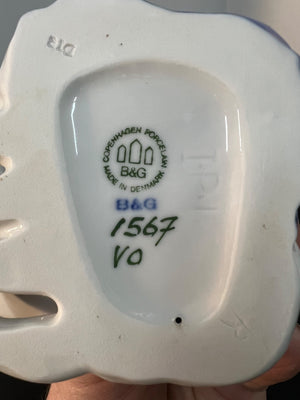 COPENHAGEN PORCELAIN
B&G
MADE IN DENMARK
B&G
1567
VO